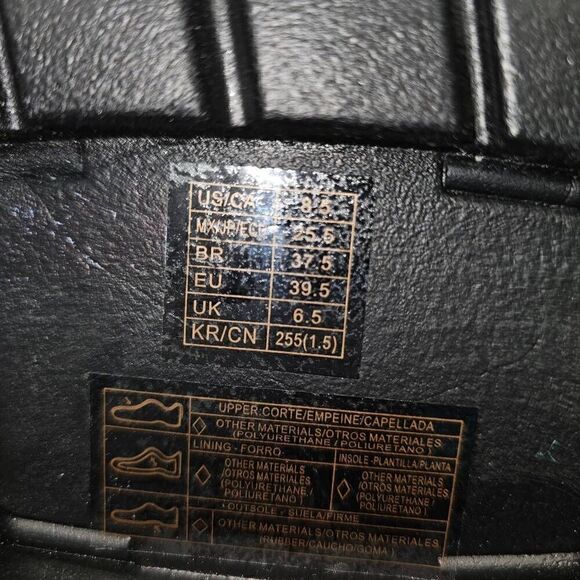 US/CA 8.5
MX/JP/ECU 25.5
BR 37.5
EU 39.5
UK 6.5
KR/CN 255(1.5)
UPPER:CORTE/EMPEINE/CAPELLADA
OTHER MATERIALS/OTROS MATERIALES
(POLYURETHANE / POLIURETANO )
LINING - FORRO-
OTHER MATERIALS
/OTROS MATERIALES
(POLYURETHANE /
POLIURETANO )
INSOLE -PLANTILLA/PLANTA
OTHER MATERIALS
/OTROS MATERIALES
(POLYURETHANE /
POLIURETANO )
•OUTSOLE - SUELA/FIRME
OTHER MATERIALS/OTROS MATERIALES
(RUBBER/CAUCHO/GOMA )